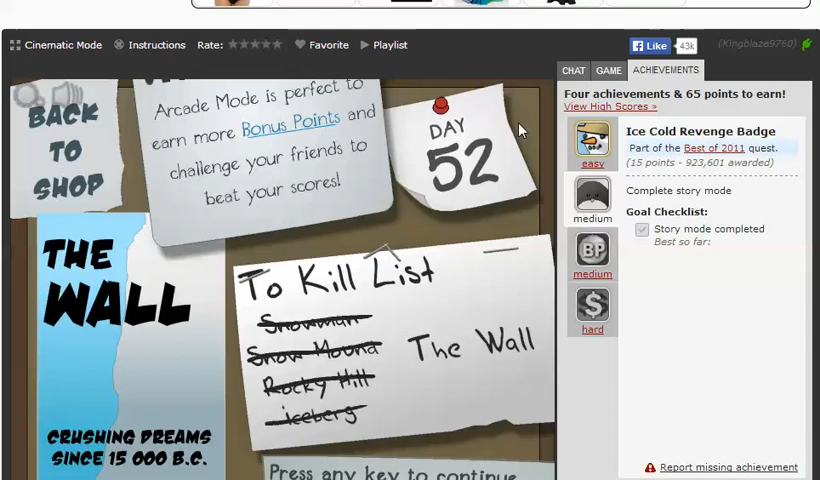 Cinematic Mode
Instructions
Rate:
Favorite
Playlist
Like
43k
(Kingblaze9760)
CHAT
GAME
ACHIEVEMENTS
BACK
TO
SHOP
Arcade Mode is perfect to
earn more Bonus Points and
challenge your friends to
beat your scores!
DAY
52
THE
WALL
CRUSHING DREAMS
SINCE 15 000 B.C.
To Kill List
Snowman
Snow Mound
Rocky Hill
iceberg
The Wall
Press any key to continue
Four achievements & 65 points to earn!
View High Scores »
easy
medium
BP
medium
$
hard
Ice Cold Revenge Badge
Part of the Best of 2011 quest.
(15 points - 923,601 awarded)
Complete story mode
Goal Checklist:
Story mode completed
Best so far:
Report missing achievement